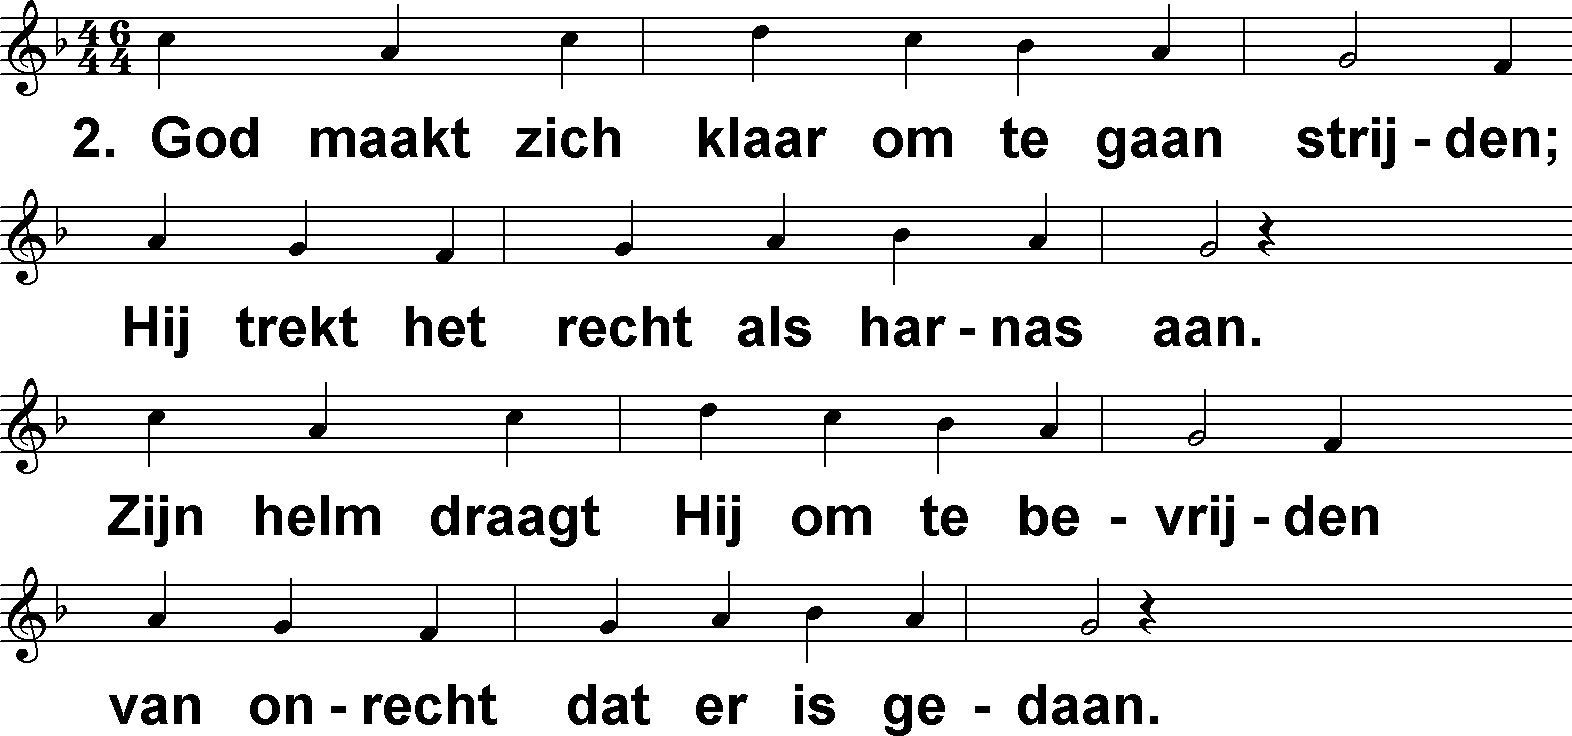 2. God maakt zich klaar om te gaan strij - den;
Hij trekt het recht als har - nas aan.
Zijn helm draagt Hij om te be - vrij - den
van on - recht dat er is ge - daan.